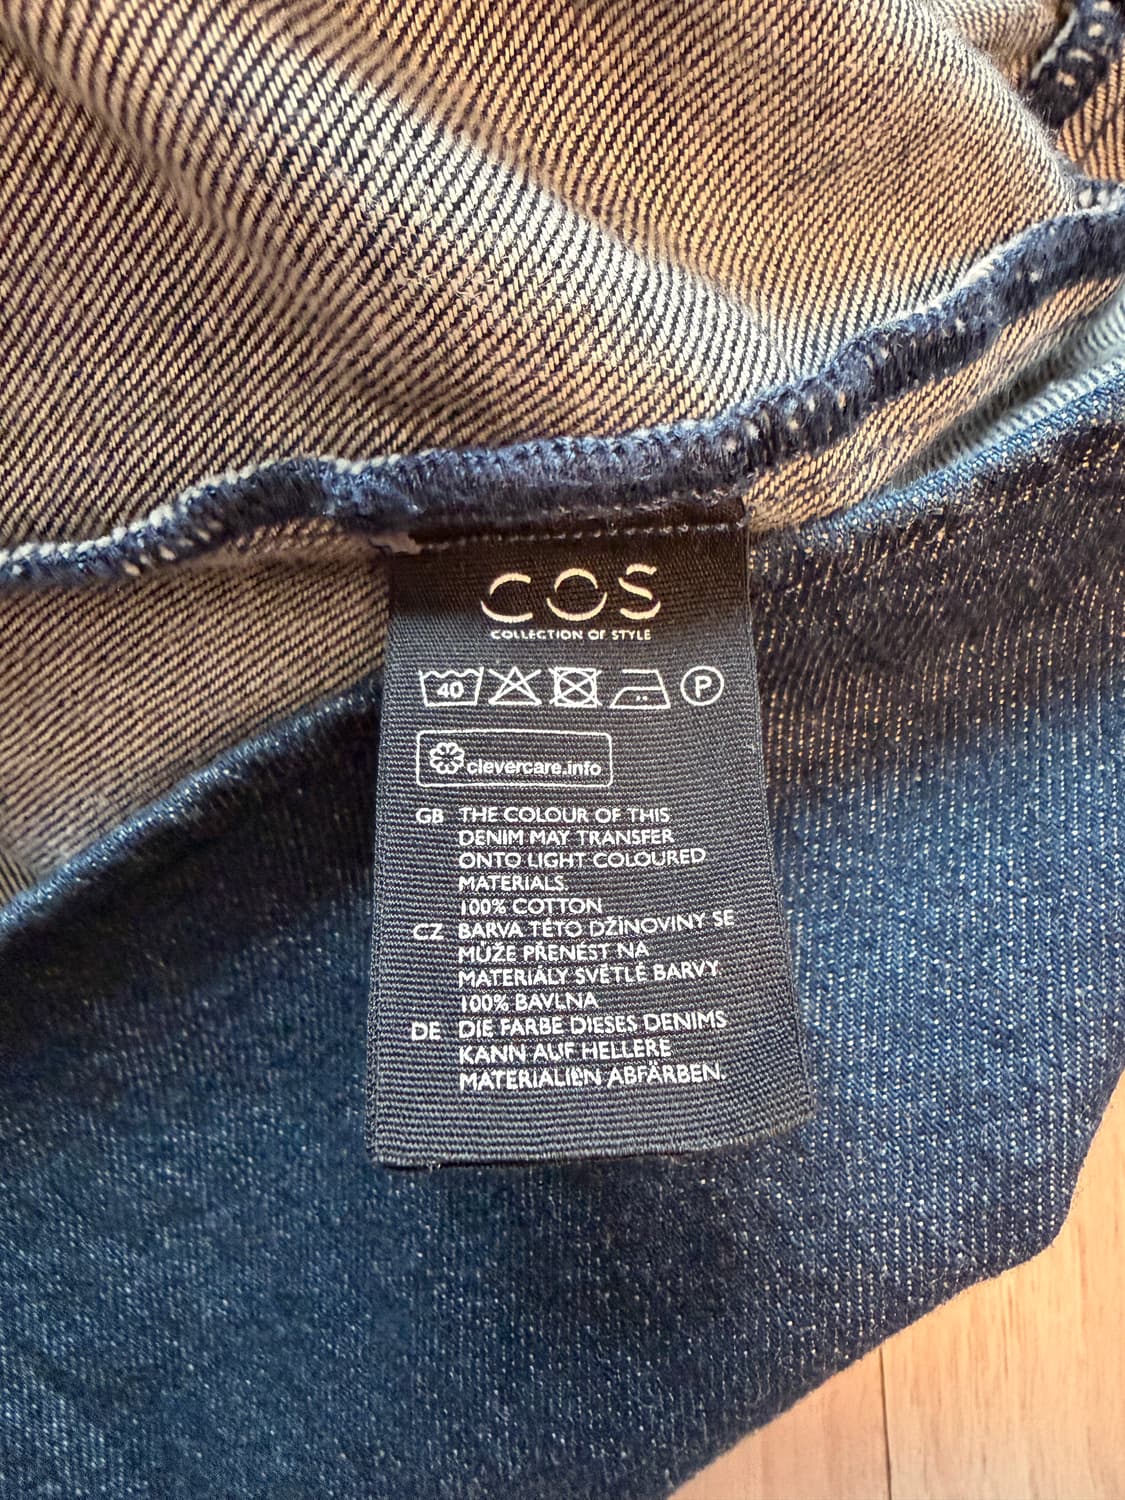 COS
COLLECTION OF STYLE
40 P
clevercare.info
GB THE COLOUR OF THIS
DENIM MAY TRANSFER
ONTO LIGHT COLOURED
MATERIALS.
100% COTTON
CZ BARVA TÉTO DŽÍNOVINY SE
MŮŽE PŘENÉST NA
MATERIÁLY SVĚTLÉ BARVY.
100% BAVLNA
DE DIE FARBE DIESES DENIMS
KANN AUF HELLERE
MATERIALIEN ABFÄRBEN.